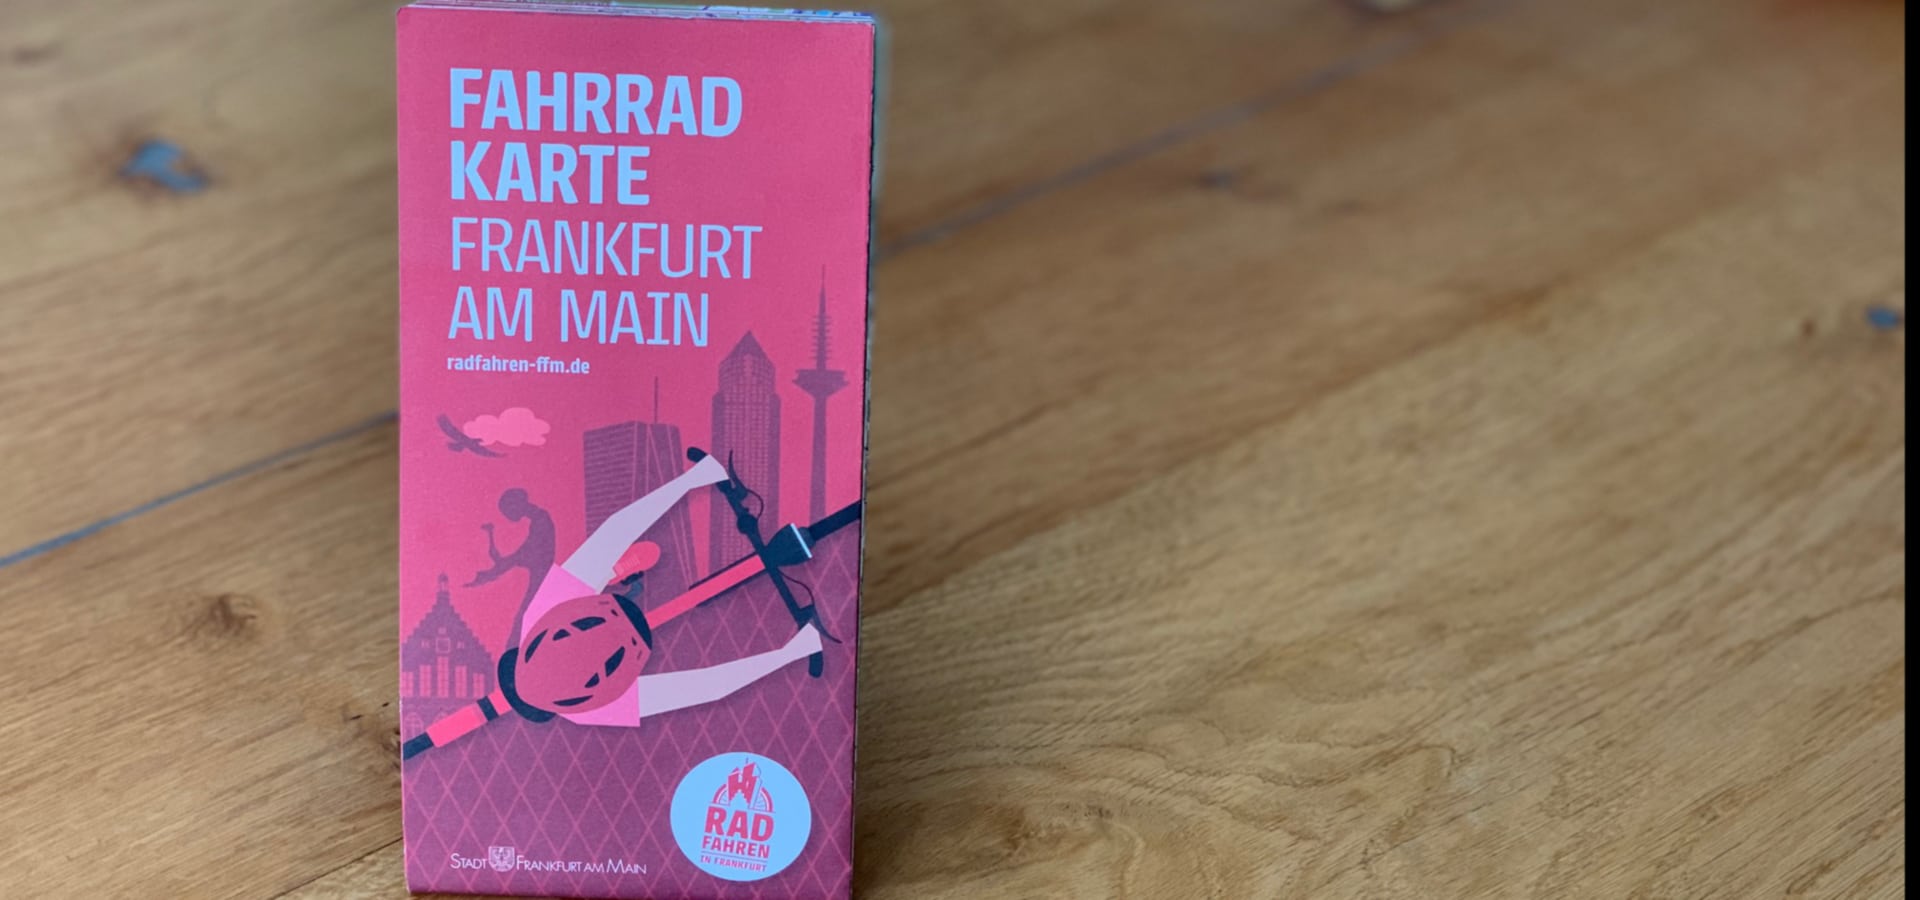 FAHRRAD
KARTE
FRANKFURT
AM MAIN
radfahren-ffm.de
RAD
FAHREN
IN FRANKFURT
STADT FRANKFURT AM MAIN